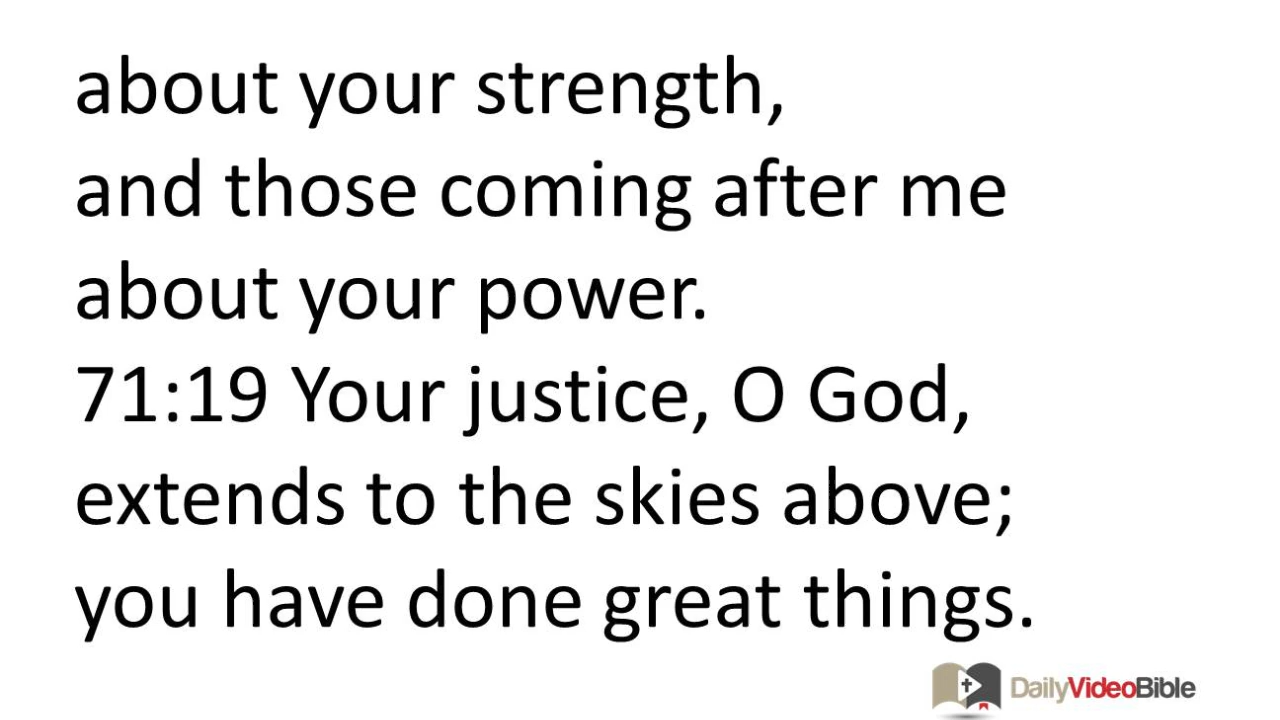 about your strength,
and those coming after me
about your power.
71:19 Your justice, O God,
extends to the skies above;
you have done great things.
DailyVideoBible